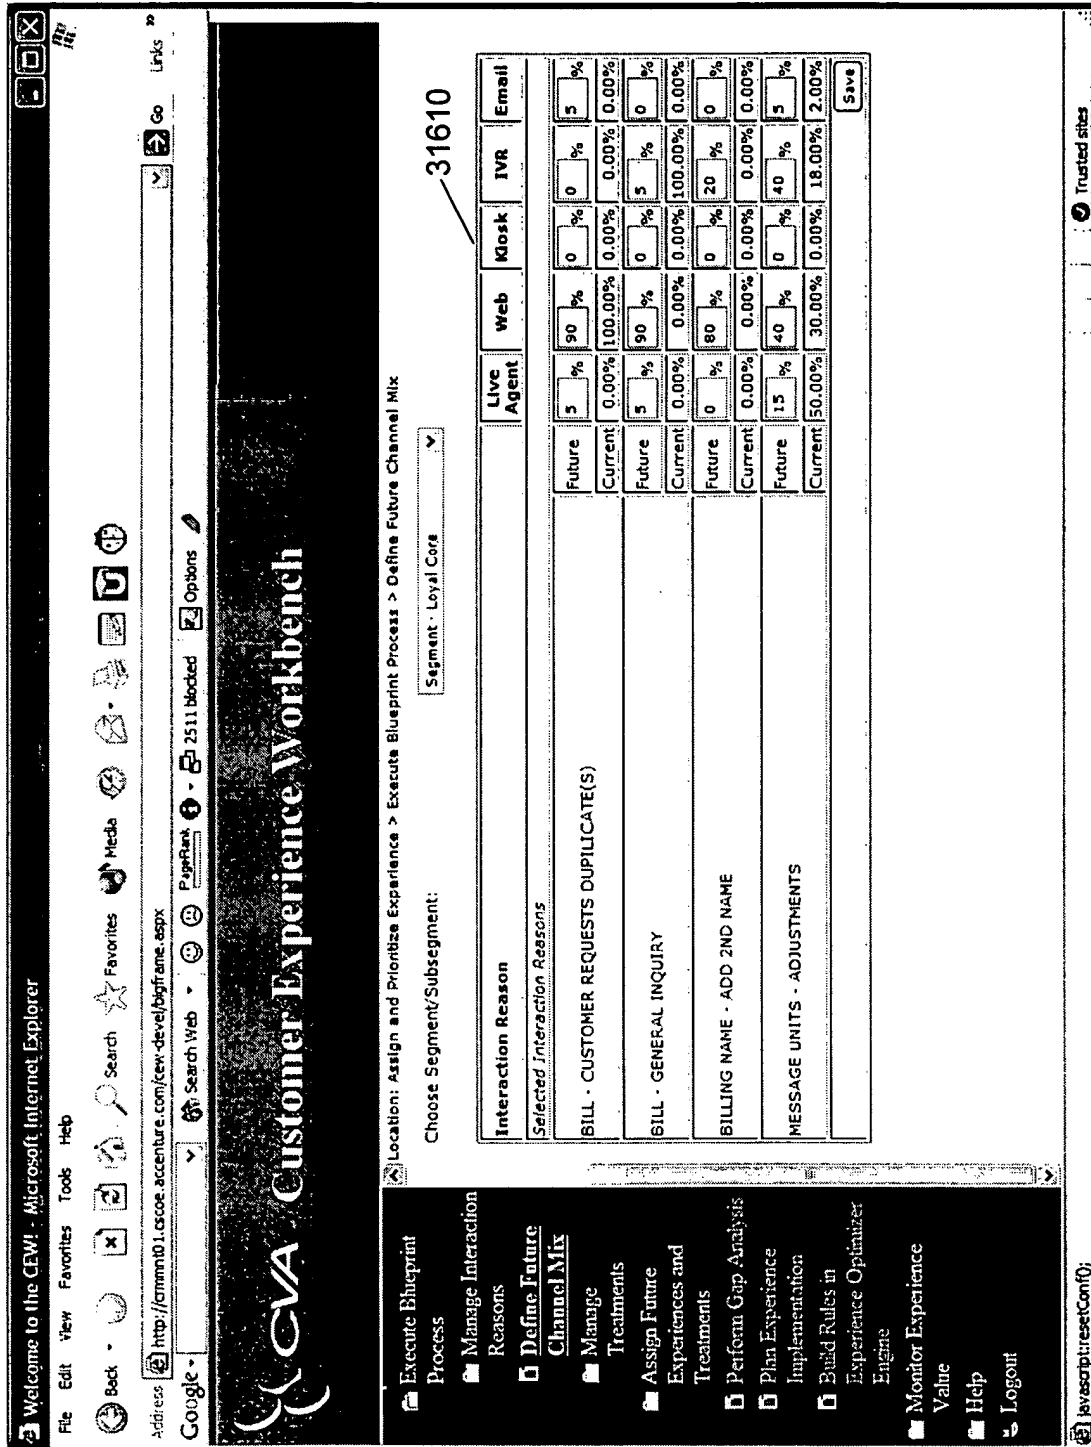 Welcome to the CEW! - Microsoft Internet Explorer
File Edit View Favorites Tools Help
Back Search Favorites Media
Address http://crmmnt01.cscoe.accenture.com/cew-devel/bigframe.aspx Go Links »
Google Search Web PageRank 2511 blocked Options
CVA - Customer Experience Workbench
Execute Blueprint
Process
Manage Interaction
Reasons
Define Future
Channel Mix
Manage
Treatments
Assign Future
Experiences and
Treatments
Perform Gap Analysis
Plan Experience
Implementation
Build Rules in
Experience Optimizer
Engine
Monitor Experience
Value
Help
Logout
Location: Assign and Prioritize Experience > Execute Blueprint Process > Define Future Channel Mix
Choose Segment/Subsegment: Segment - Loyal Core
31610
Interaction Reason Live Agent Web Kiosk IVR Email
Selected Interaction Reasons
BILL - CUSTOMER REQUESTS DUPILICATE(S) Future 5 % 90 % 0 % 0 % 5 %
Current 0.00% 100.00% 0.00% 0.00% 0.00%
BILL - GENERAL INQUIRY Future 5 % 90 % 0 % 5 % 0 %
Current 0.00% 0.00% 0.00% 100.00% 0.00%
BILLING NAME - ADD 2ND NAME Future 0 % 80 % 0 % 20 % 0 %
Current 0.00% 0.00% 0.00% 0.00% 0.00%
MESSAGE UNITS - ADJUSTMENTS Future 15 % 40 % 0 % 40 % 5 %
Current 50.00% 30.00% 0.00% 18.00% 2.00%
Save
javascript:resetConf(); Trusted sites